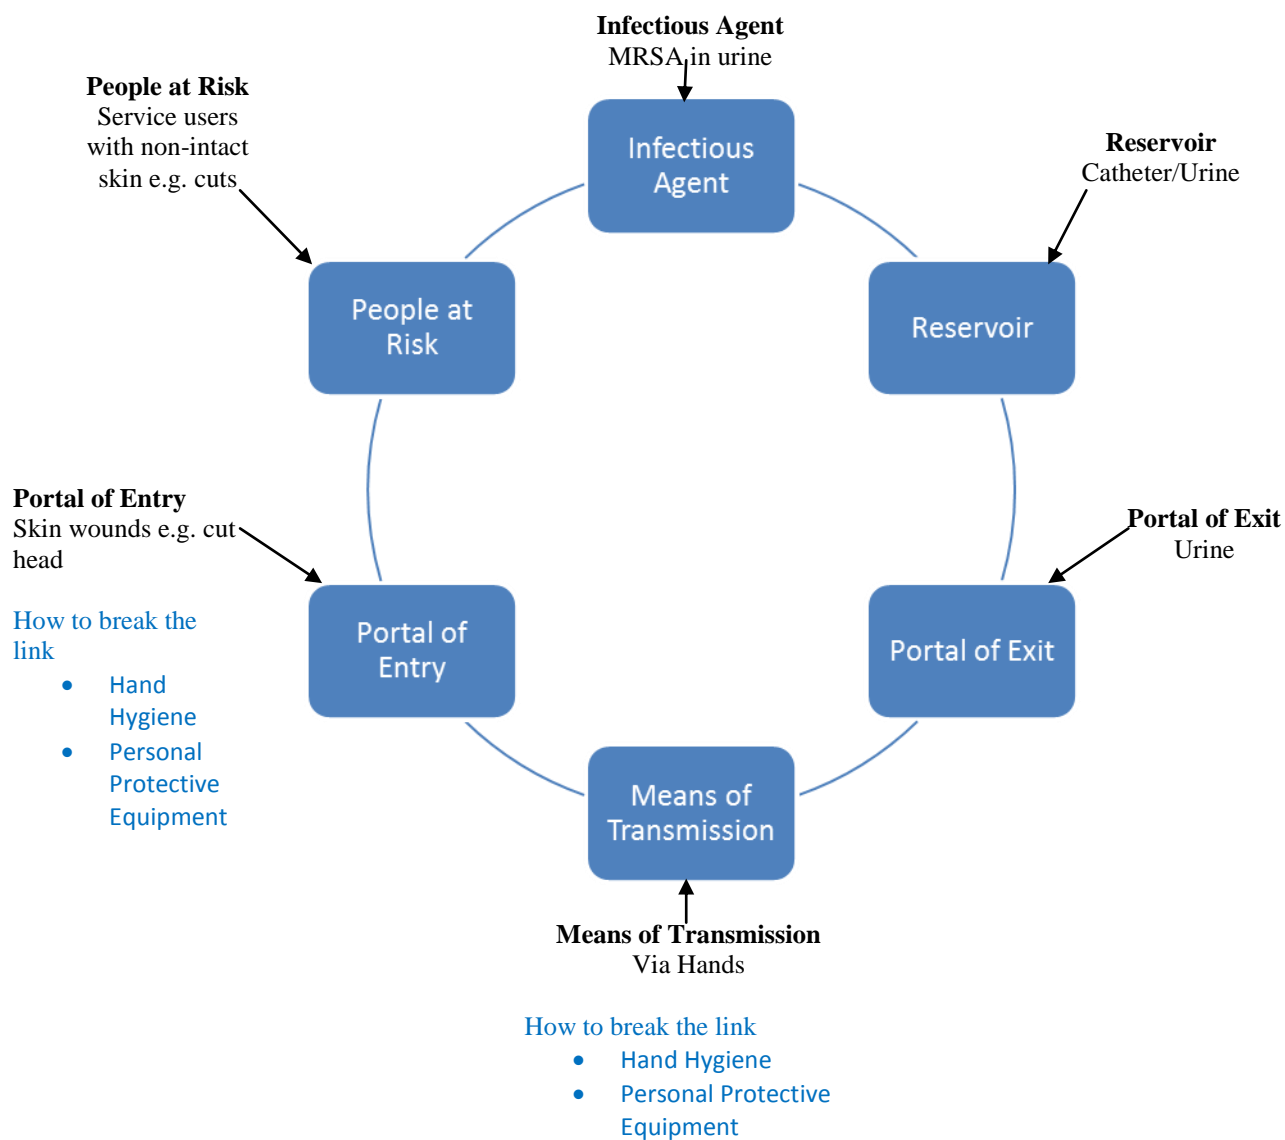 Infectious Agent
MRSA in urine
People at Risk
Service users
with non-intact
skin e.g. cuts
Infectious
Agent
Reservoir
Catheter/Urine
People at
Risk
Reservoir
Portal of Entry
Skin wounds e.g. cut
head
Portal of Exit
Urine
How to break the
link
• Hand
Hygiene
• Personal
Protective
Equipment
Portal of
Entry
Portal of Exit
Means of
Transmission
Means of Transmission
Via Hands
How to break the link
• Hand Hygiene
• Personal Protective
Equipment